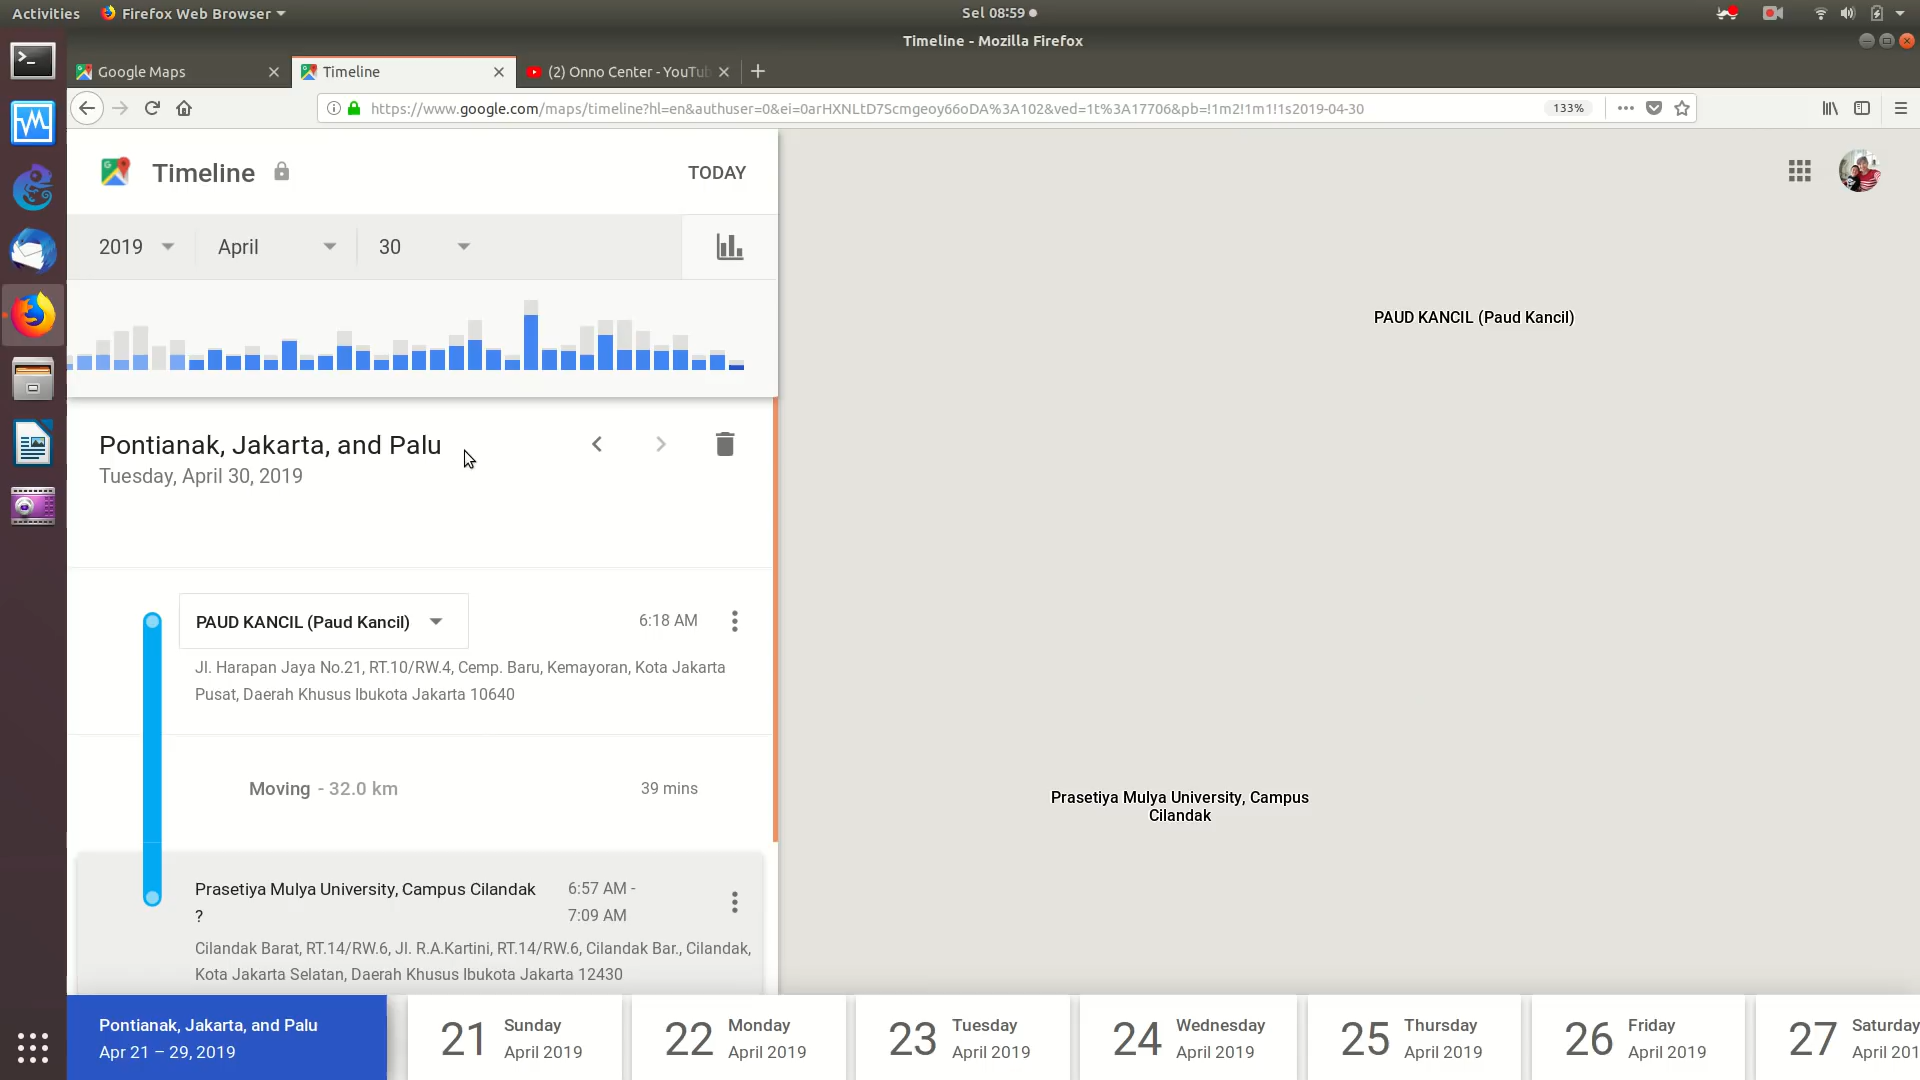 Activities
Firefox Web Browser
Sel 08:59
Timeline - Mozilla Firefox
Google Maps
Timeline
(2) Onno Center - YouTub
https://www.google.com/maps/timeline?hl=en&authuser=0&ei=0arHXNLtD7Scmgeoy66oDA%3A102&ved=1t%3A17706&pb=!1m2!1m1!1s2019-04-30
133%
Timeline
TODAY
2019
April
30
Pontianak, Jakarta, and Palu
Tuesday, April 30, 2019
PAUD KANCIL (Paud Kancil)
6:18 AM
Jl. Harapan Jaya No.21, RT.10/RW.4, Cemp. Baru, Kemayoran, Kota Jakarta
Pusat, Daerah Khusus Ibukota Jakarta 10640
Moving - 32.0 km
39 mins
Prasetiya Mulya University, Campus Cilandak
?
6:57 AM -
7:09 AM
Cilandak Barat, RT.14/RW.6, Jl. R.A.Kartini, RT.14/RW.6, Cilandak Bar., Cilandak,
Kota Jakarta Selatan, Daerah Khusus Ibukota Jakarta 12430
PAUD KANCIL (Paud Kancil)
Prasetiya Mulya University, Campus
Cilandak
Pontianak, Jakarta, and Palu
Apr 21 – 29, 2019
21
Sunday
April 2019
22
Monday
April 2019
23
Tuesday
April 2019
24
Wednesday
April 2019
25
Thursday
April 2019
26
Friday
April 2019
27
Saturday
April 201